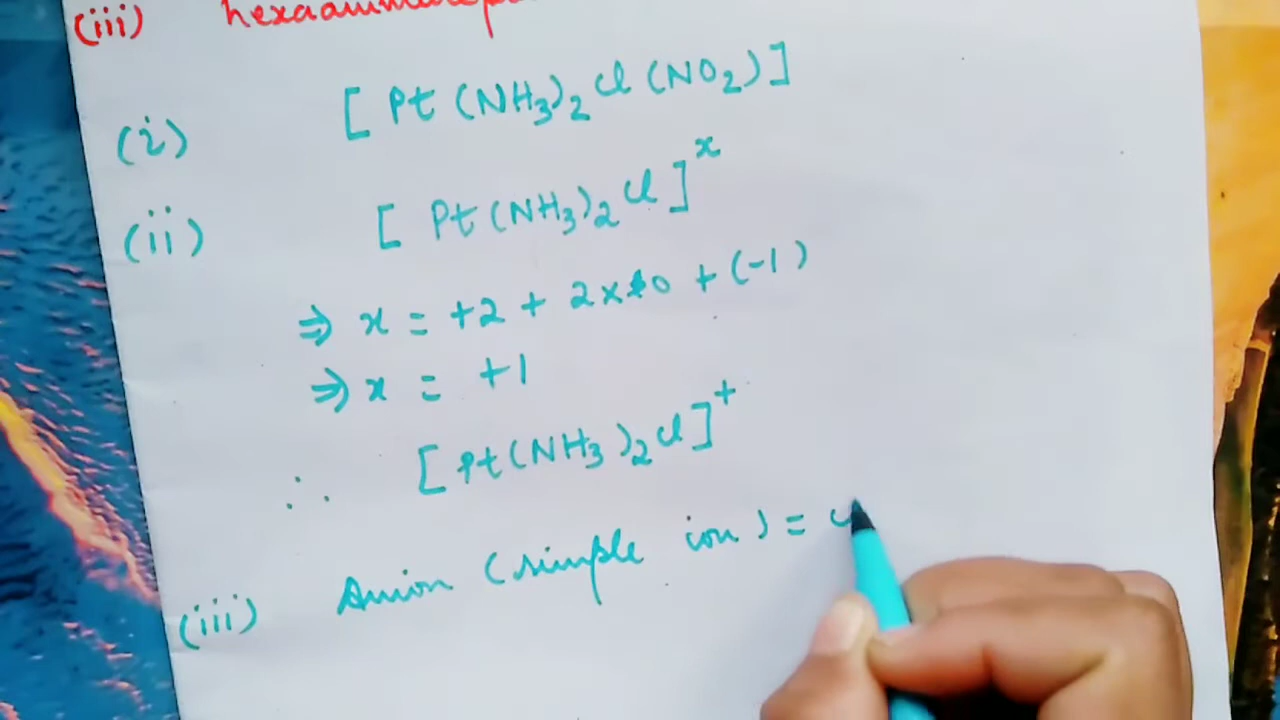 (iii)
(i) [Pt(NH₃)₂Cl(NO₂)]
(ii) [Pt(NH₃)₂Cl]ˣ
⇒ x = +2 + 2×0 + (-1)
⇒ x = +1
∴ [Pt(NH₃)₂Cl]⁺
(iii) Anion (simple ion) =